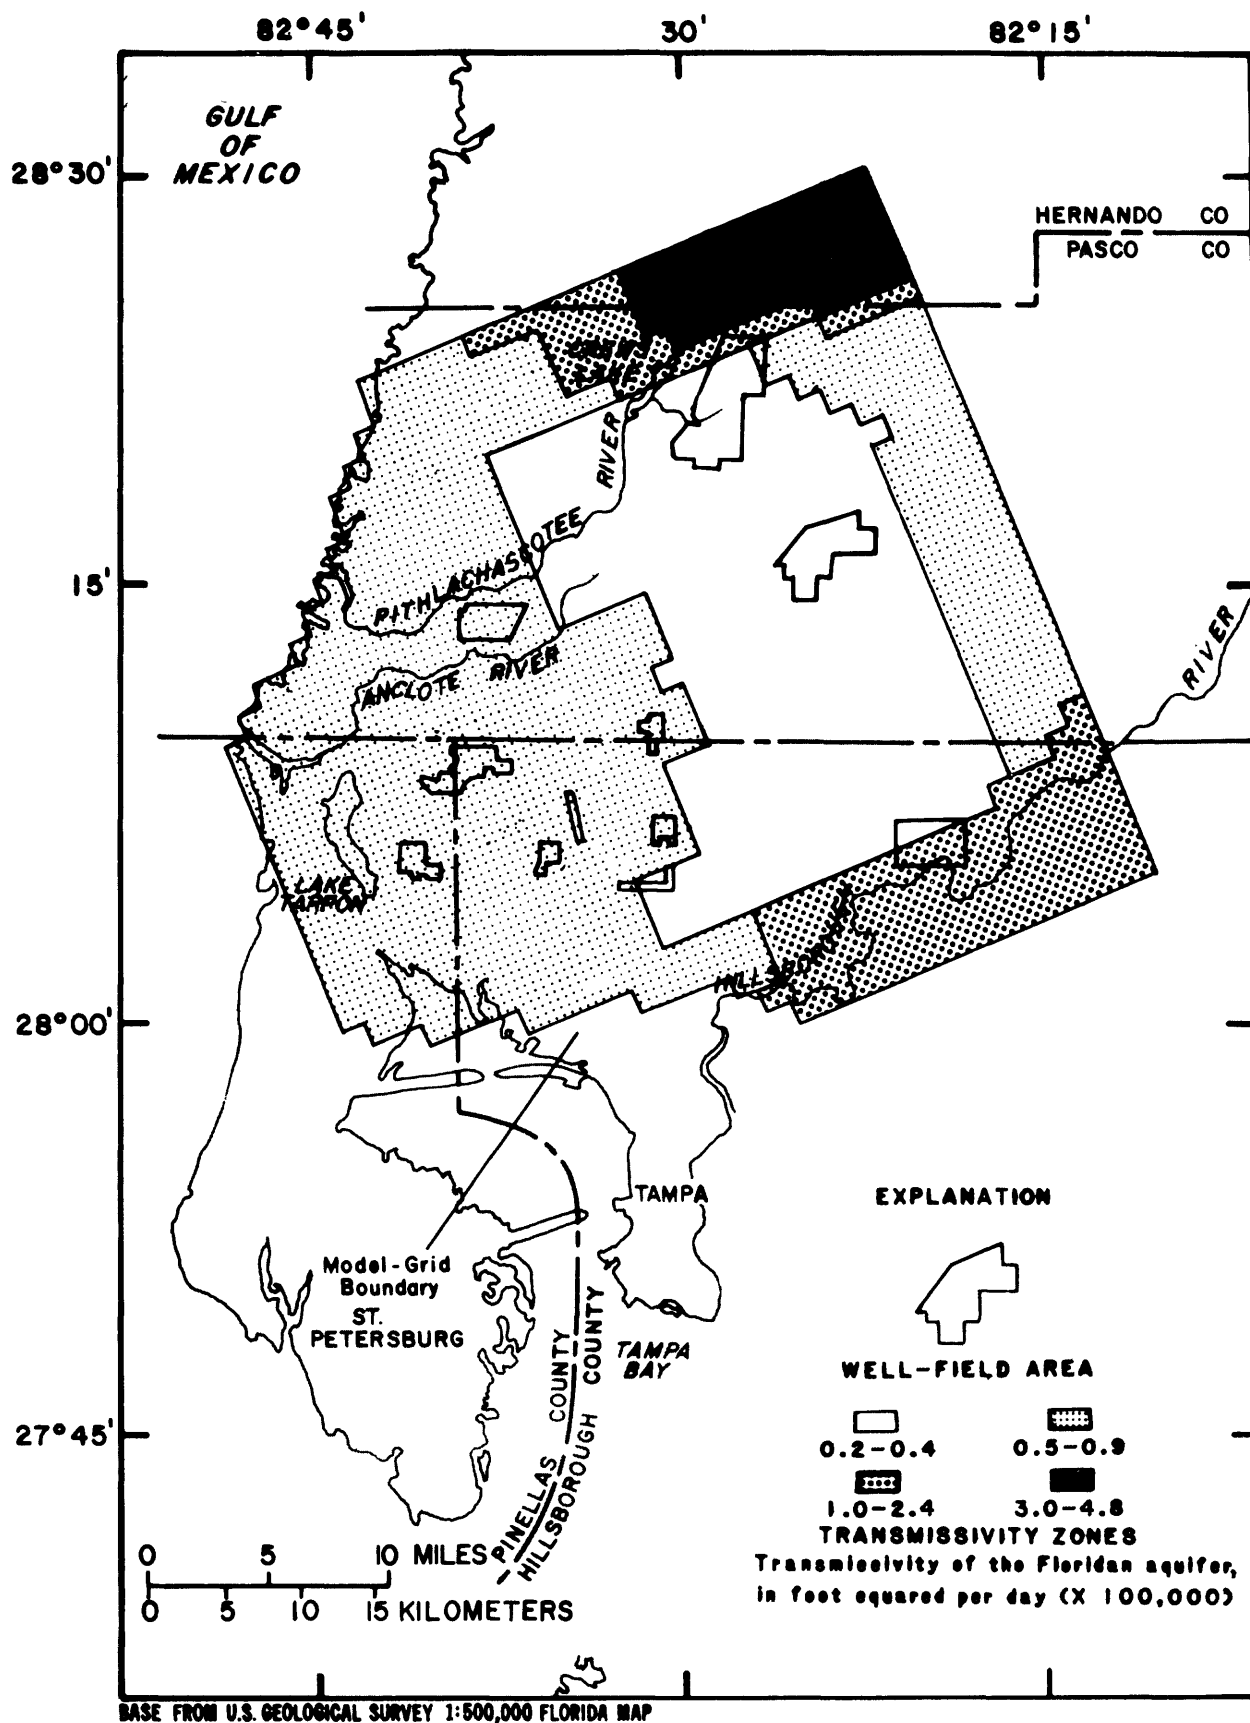 82°45' 30' 82°15'
GULF
OF
MEXICO
28°30'
HERNANDO CO
PASCO CO
RIVER
PITHLACHASCOTEE
15'
RIVER
ANCLOTE RIVER
LAKE
TARPON
HILLSBOROUGH
28°00'
TAMPA
EXPLANATION
Model-Grid
Boundary
ST.
PETERSBURG
TAMPA
BAY
WELL-FIELD AREA
0.2-0.4 0.5-0.9
27°45'
1.0-2.4 3.0-4.8
TRANSMISSIVITY ZONES
Transmissivity of the Floridan aquifer,
in feet squared per day (X 100,000)
PINELLAS COUNTY
HILLSBOROUGH COUNTY
0 5 10 MILES
0 5 10 15 KILOMETERS
BASE FROM U.S. GEOLOGICAL SURVEY 1:500,000 FLORIDA MAP